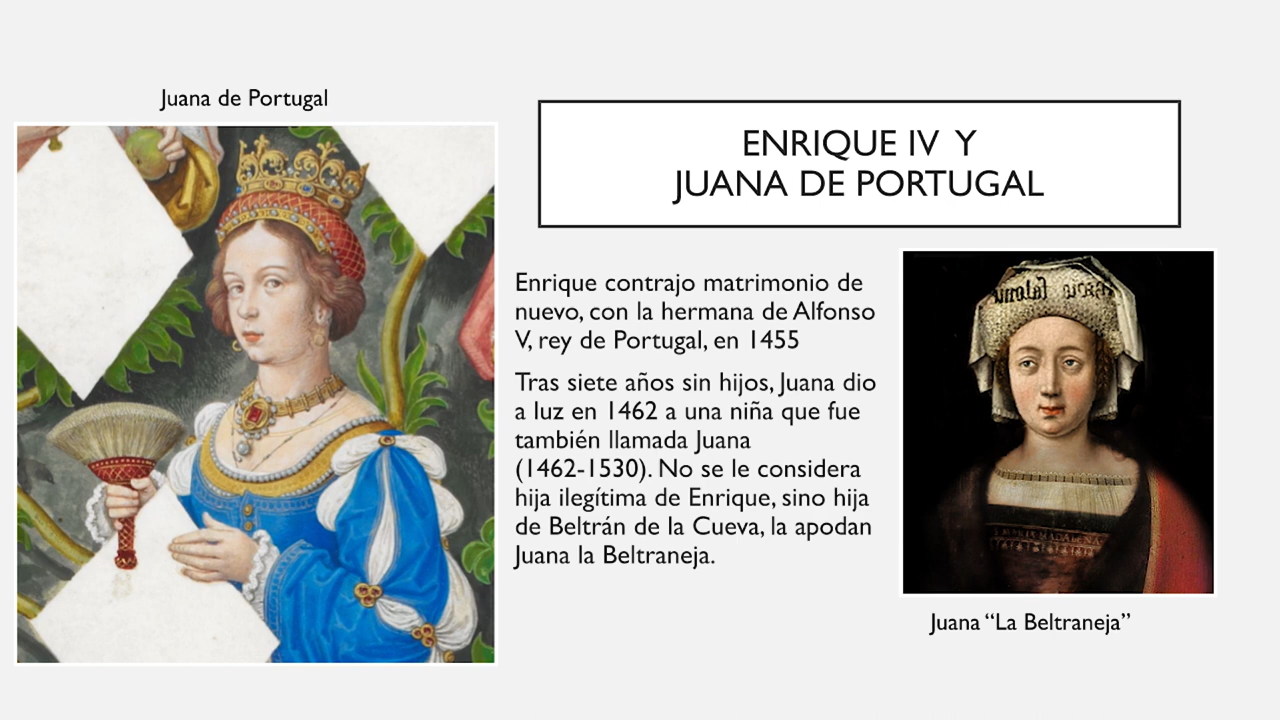 Juana de Portugal
ENRIQUE IV Y
JUANA DE PORTUGAL
Enrique contrajo matrimonio de
nuevo, con la hermana de Alfonso
V, rey de Portugal, en 1455
Tras siete años sin hijos, Juana dio
a luz en 1462 a una niña que fue
también llamada Juana
(1462-1530). No se le considera
hija ilegítima de Enrique, sino hija
de Beltrán de la Cueva, la apodan
Juana la Beltraneja.
Juana “La Beltraneja”